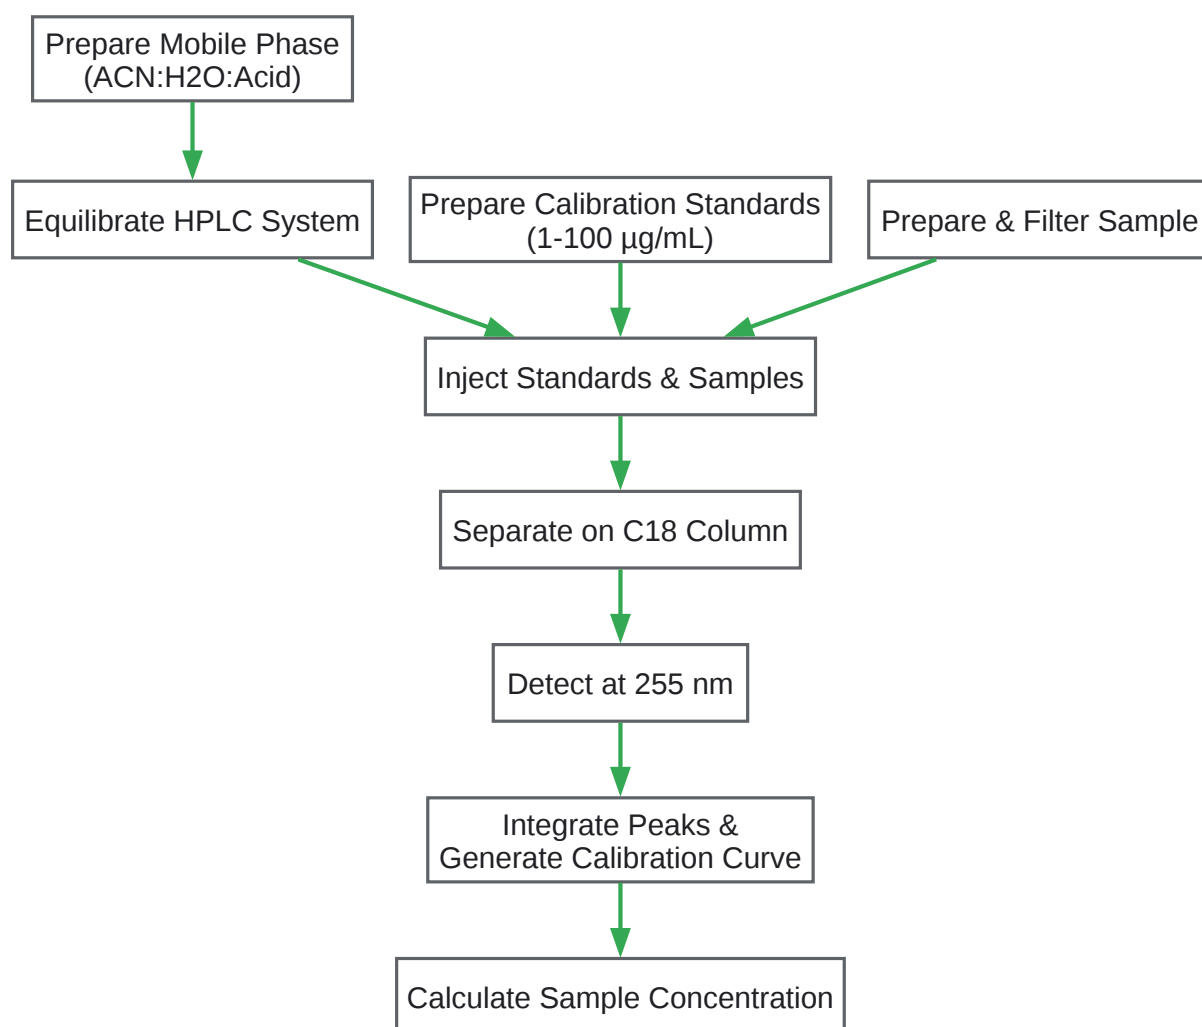 Prepare Mobile Phase
(ACN:H2O:Acid)
Equilibrate HPLC System
Prepare Calibration Standards
(1-100 µg/mL)
Prepare & Filter Sample
Inject Standards & Samples
Separate on C18 Column
Detect at 255 nm
Integrate Peaks &
Generate Calibration Curve
Calculate Sample Concentration